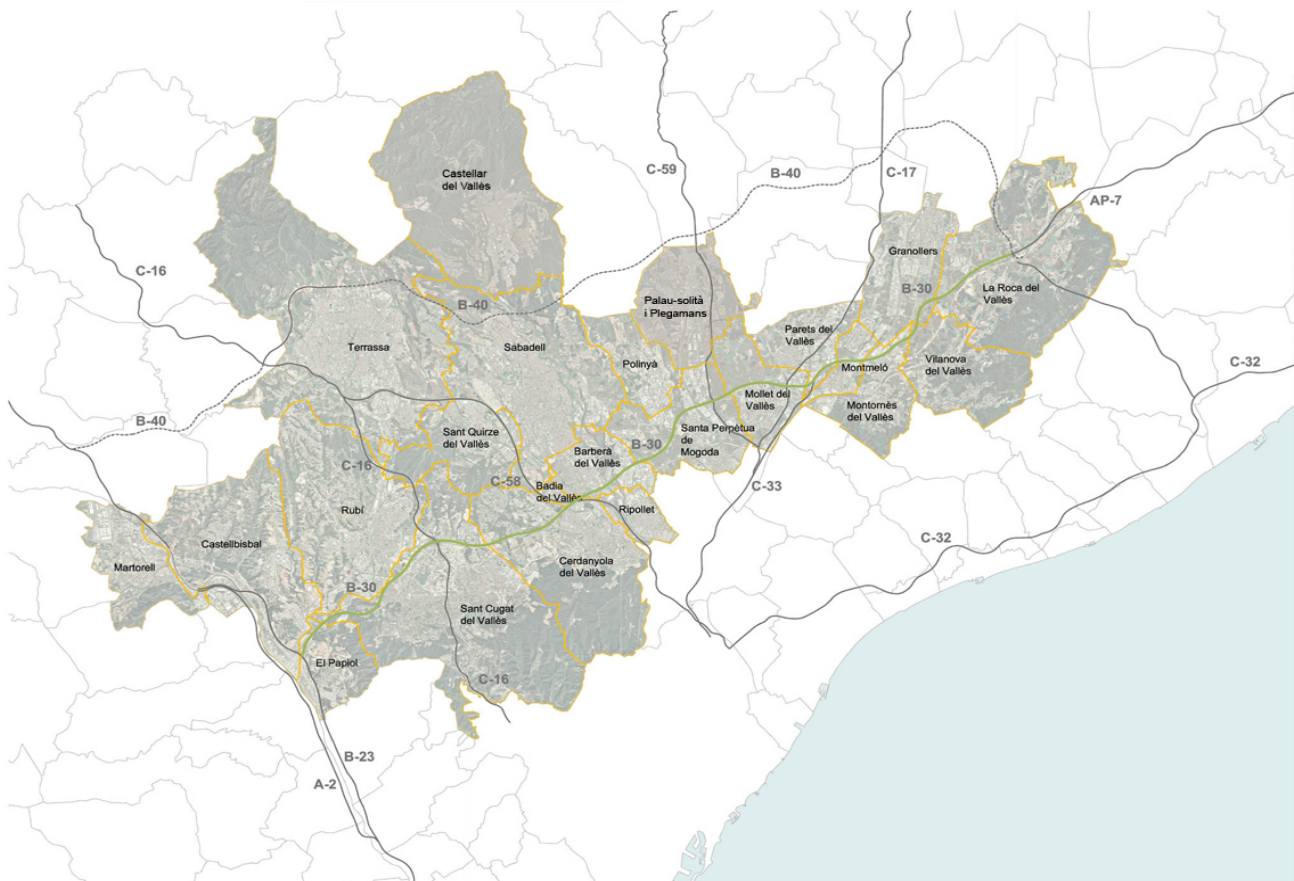 C-59
B-40
C-17
Castellar
del Vallès
AP-7
Granollers
C-16
B-40
B-30
La Roca del
Vallès
Palau-solità
i Plegamans
Parets del
Vallès
Terrassa
Sabadell
Polinyà
Montmeló
Vilanova
del Vallès
C-32
Mollet del
Vallès
Montornès
del Vallès
B-40
Sant Quirze
del Vallès
Santa Perpètua
de
Mogoda
B-30
Barberà
del Vallès
C-16
C-58
Badia
del Vallès
C-33
Rubí
Ripollet
Castellbisbal
C-32
Martorell
Cerdanyola
del Vallès
B-30
Sant Cugat
del Vallès
El Papiol
C-16
B-23
A-2